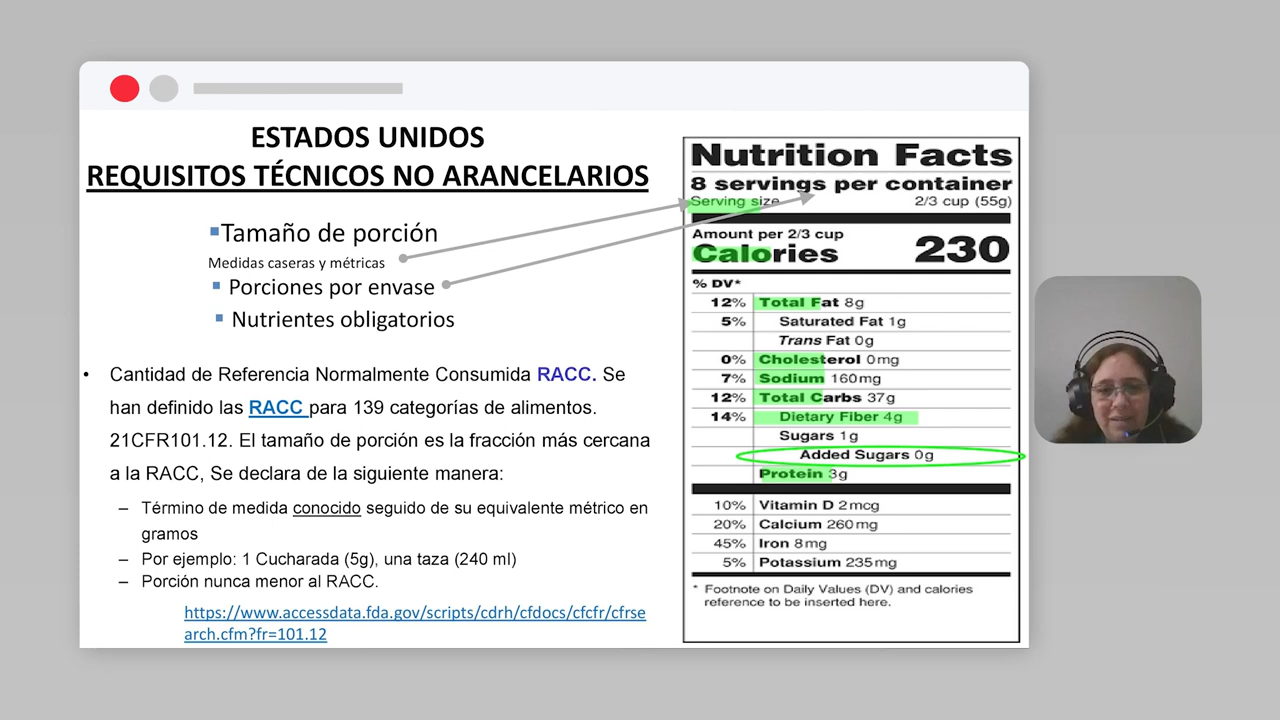 ESTADOS UNIDOS
REQUISITOS TÉCNICOS NO ARANCELARIOS
▪Tamaño de porción
Medidas caseras y métricas
▪ Porciones por envase
▪ Nutrientes obligatorios
• Cantidad de Referencia Normalmente Consumida RACC. Se
han definido las RACC para 139 categorías de alimentos.
21CFR101.12. El tamaño de porción es la fracción más cercana
a la RACC, Se declara de la siguiente manera:
– Término de medida conocido seguido de su equivalente métrico en
gramos
– Por ejemplo: 1 Cucharada (5g), una taza (240 ml)
– Porción nunca menor al RACC.
https://www.accessdata.fda.gov/scripts/cdrh/cfdocs/cfcfr/cfrse
arch.cfm?fr=101.12
Nutrition Facts
8 servings per container
Serving size 2/3 cup (55g)
Amount per 2/3 cup
Calories 230
% DV*
12% Total Fat 8g
5% Saturated Fat 1g
Trans Fat 0g
0% Cholesterol 0mg
7% Sodium 160mg
12% Total Carbs 37g
14% Dietary Fiber 4g
Sugars 1g
Added Sugars 0g
Protein 3g
10% Vitamin D 2mcg
20% Calcium 260mg
45% Iron 8mg
5% Potassium 235mg
* Footnote on Daily Values (DV) and calories
reference to be inserted here.